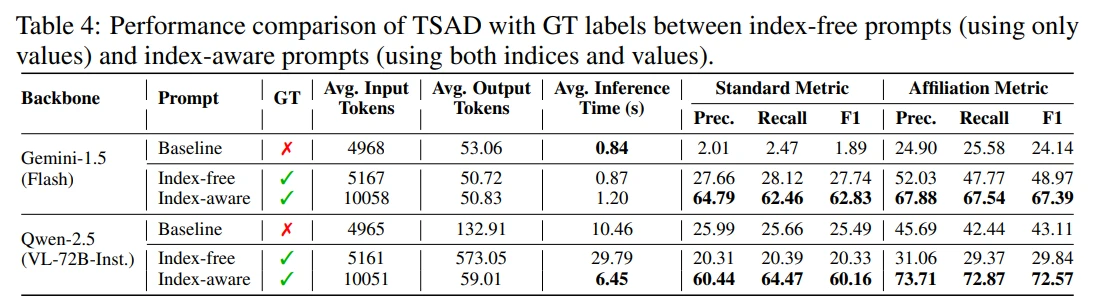 Table 4: Performance comparison of TSAD with GT labels between index-free prompts (using only
values) and index-aware prompts (using both indices and values).
Backbone Prompt GT Avg. Input Tokens Avg. Output Tokens Avg. Inference Time (s) Standard Metric Affiliation Metric
Prec. Recall F1 Prec. Recall F1
Gemini-1.5 (Flash) Baseline ✗ 4968 53.06 0.84 2.01 2.47 1.89 24.90 25.58 24.14
Index-free ✓ 5167 50.72 0.87 27.66 28.12 27.74 52.03 47.77 48.97
Index-aware ✓ 10058 50.83 1.20 64.79 62.46 62.83 67.88 67.54 67.39
Qwen-2.5 (VL-72B-Inst.) Baseline ✗ 4965 132.91 10.46 25.99 25.66 25.49 45.69 42.44 43.11
Index-free ✓ 5161 573.05 29.79 20.31 20.39 20.33 31.06 29.37 29.84
Index-aware ✓ 10051 59.01 6.45 60.44 64.47 60.16 73.71 72.87 72.57